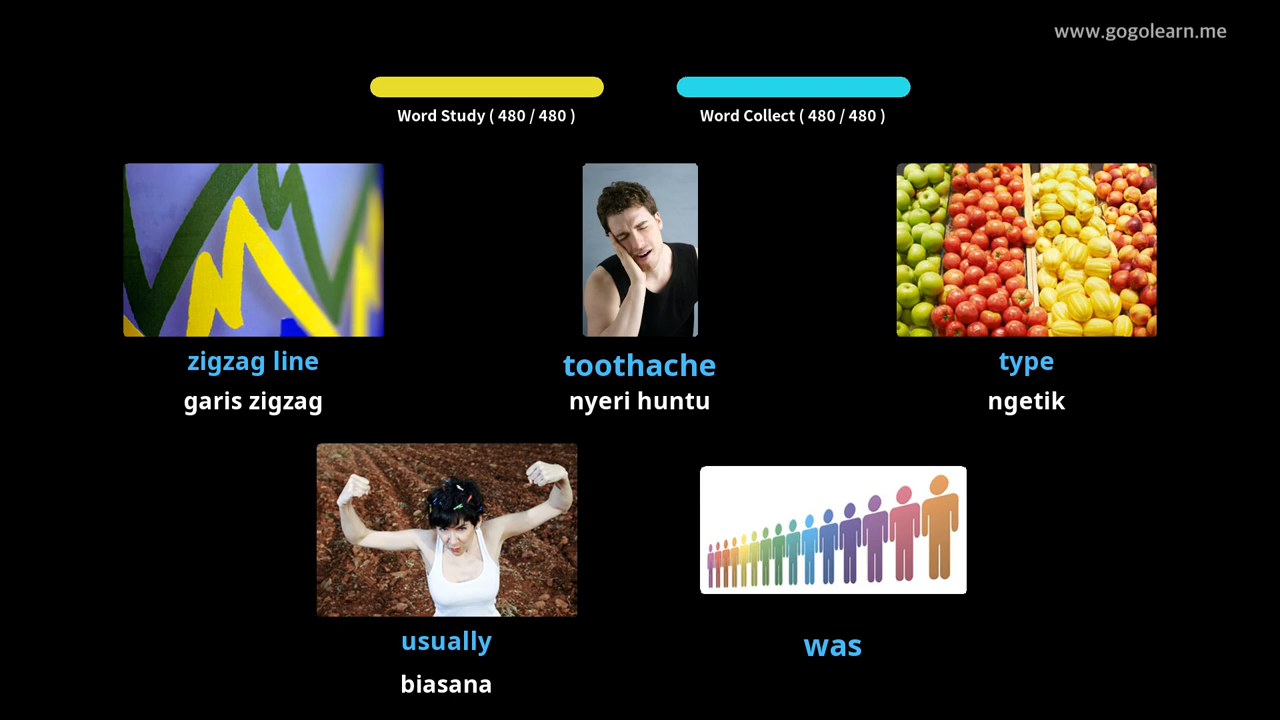 www.gogolearn.me
Word Study ( 480 / 480 )
Word Collect ( 480 / 480 )
zigzag line
garis zigzag
toothache
nyeri huntu
type
ngetik
usually
biasana
was